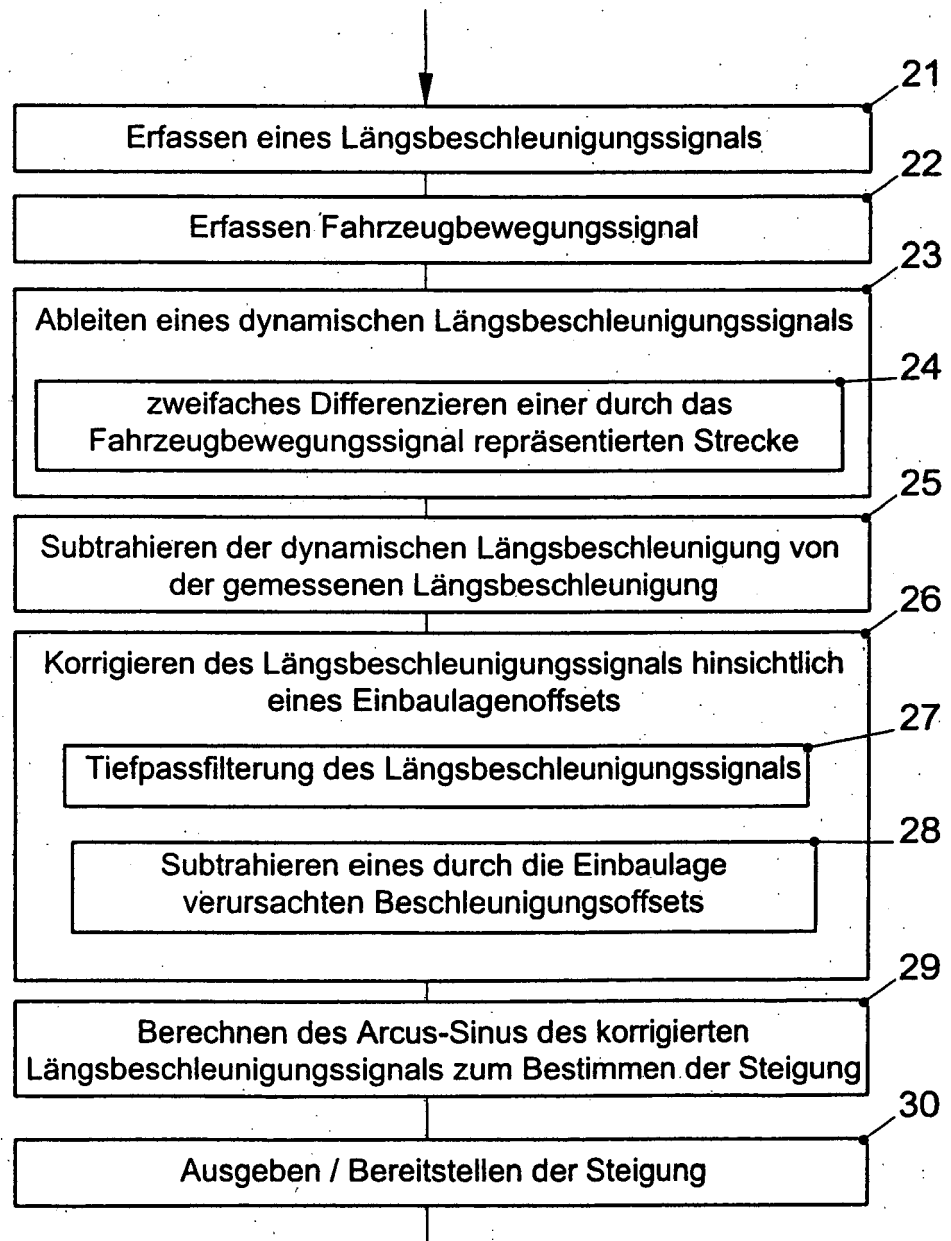 21
Erfassen eines Längsbeschleunigungssignals
22
Erfassen Fahrzeugbewegungssignal
23
Ableiten eines dynamischen Längsbeschleunigungssignals
24
zweifaches Differenzieren einer durch das
Fahrzeugbewegungssignal repräsentierten Strecke
25
Subtrahieren der dynamischen Längsbeschleunigung von
der gemessenen Längsbeschleunigung
26
Korrigieren des Längsbeschleunigungssignals hinsichtlich
eines Einbaulagenoffsets
27
Tiefpassfilterung des Längsbeschleunigungssignals
28
Subtrahieren eines durch die Einbaulage
verursachten Beschleunigungsoffsets
29
Berechnen des Arcus-Sinus des korrigierten
Längsbeschleunigungssignals zum Bestimmen der Steigung
30
Ausgeben / Bereitstellen der Steigung